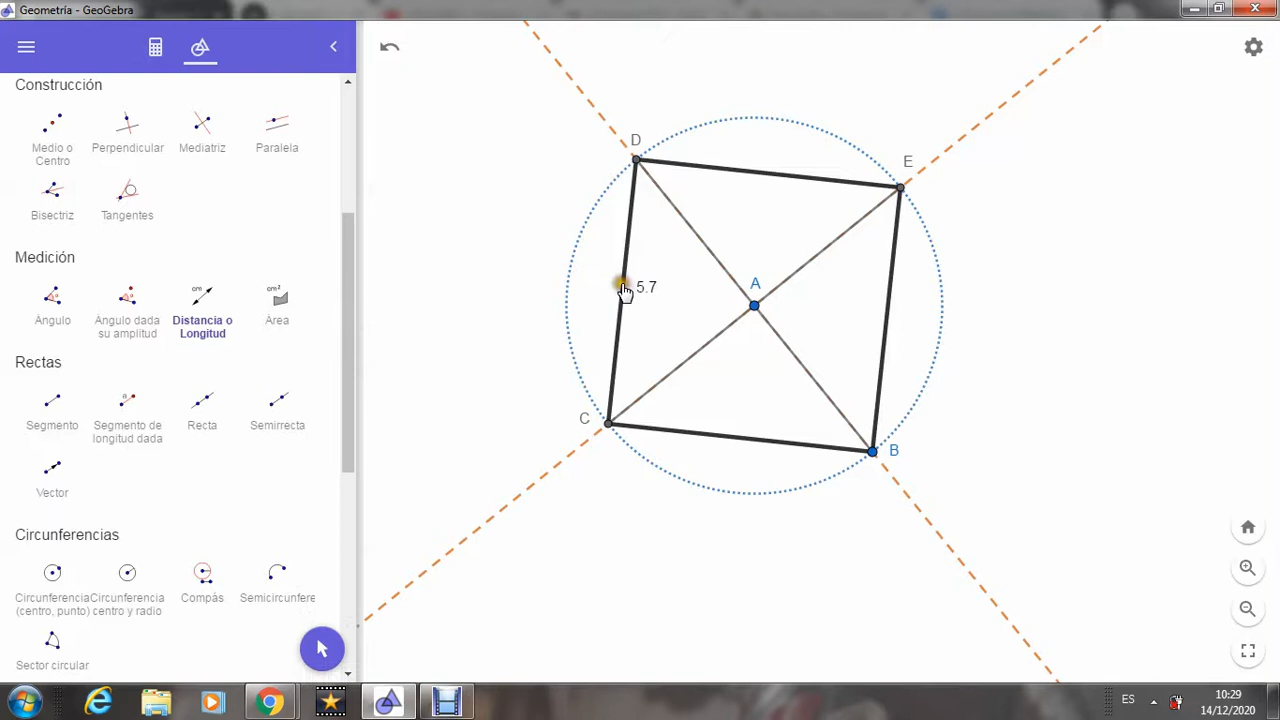 Geometría - GeoGebra
Construcción
Medio o
Centro
Perpendicular
Mediatriz
Paralela
Bisectriz
Tangentes
Medición
Ángulo
Ángulo dada
su amplitud
cm
Distancia o
Longitud
cm²
Área
Rectas
Segmento
Segmento de
longitud dada
Recta
Semirrecta
Vector
Circunferencias
Circunferencia
(centro, punto)
Circunferencia
centro y radio
Compás
Semicircunfere
Sector circular
D
E
A
5.7
C
B
ES
10:29
14/12/2020